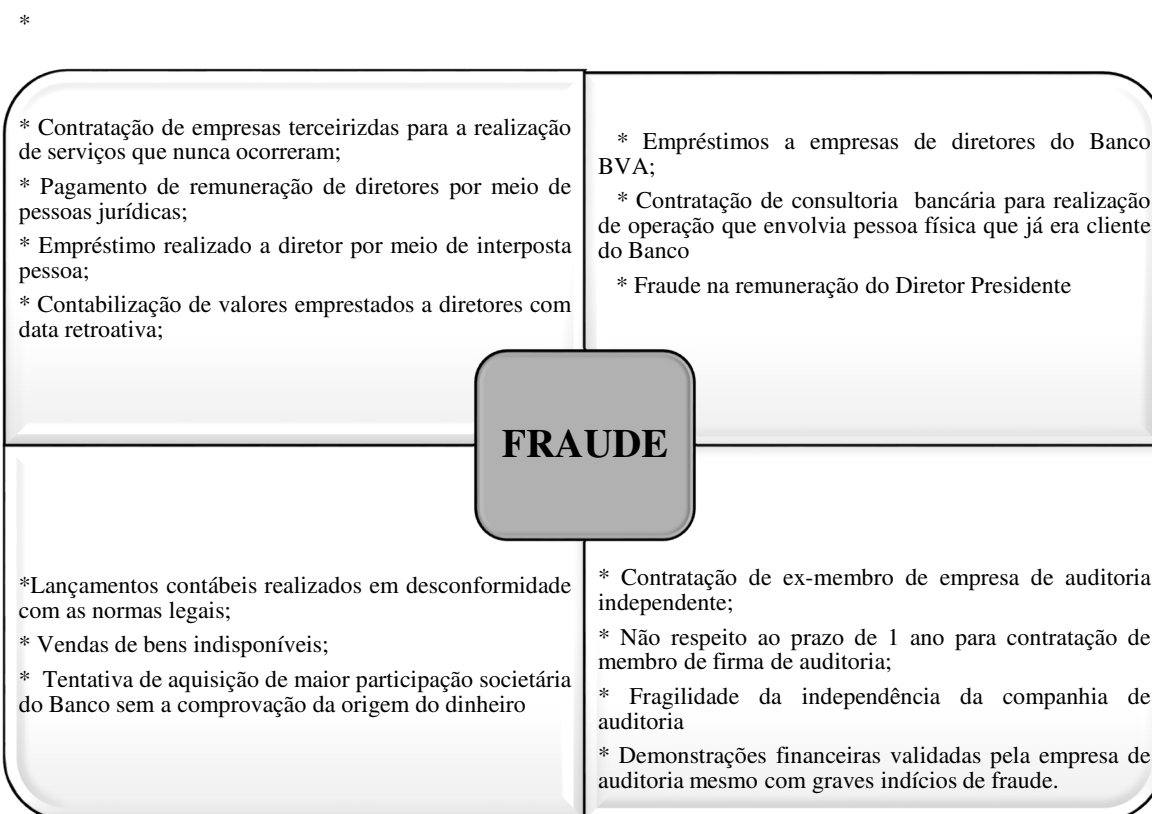 *
* Contratação de empresas terceirizdas para a realização
de serviços que nunca ocorreram;
* Pagamento de remuneração de diretores por meio de
pessoas jurídicas;
* Empréstimo realizado a diretor por meio de interposta
pessoa;
* Contabilização de valores emprestados a diretores com
data retroativa;
* Empréstimos a empresas de diretores do Banco
BVA;
* Contratação de consultoria bancária para realização
de operação que envolvia pessoa física que já era cliente
do Banco
* Fraude na remuneração do Diretor Presidente
FRAUDE
*Lançamentos contábeis realizados em desconformidade
com as normas legais;
* Vendas de bens indisponíveis;
* Tentativa de aquisição de maior participação societária
do Banco sem a comprovação da origem do dinheiro
* Contratação de ex-membro de empresa de auditoria
independente;
* Não respeito ao prazo de 1 ano para contratação de
membro de firma de auditoria;
* Fragilidade da independência da companhia de
auditoria
* Demonstrações financeiras validadas pela empresa de
auditoria mesmo com graves indícios de fraude.